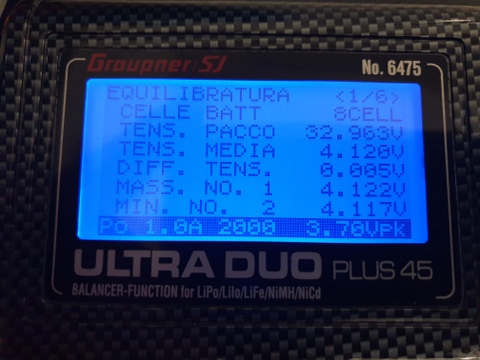 Graupner SJ No. 6475
EQUILIBRATURA <1/6>
CELLE BATT 8CELL
TENS. PACCO 32.963V
TENS. MEDIA 4.120V
DIFF. TENS. 0.005V
MASS. NO. 1 4.122V
MIN. NO. 2 4.117V
Po 1.0A 2000 3.70Vpk
ULTRA DUO PLUS 45
BALANCER-FUNCTION for LiPo/LiIo/LiFe/NiMH/NiCd